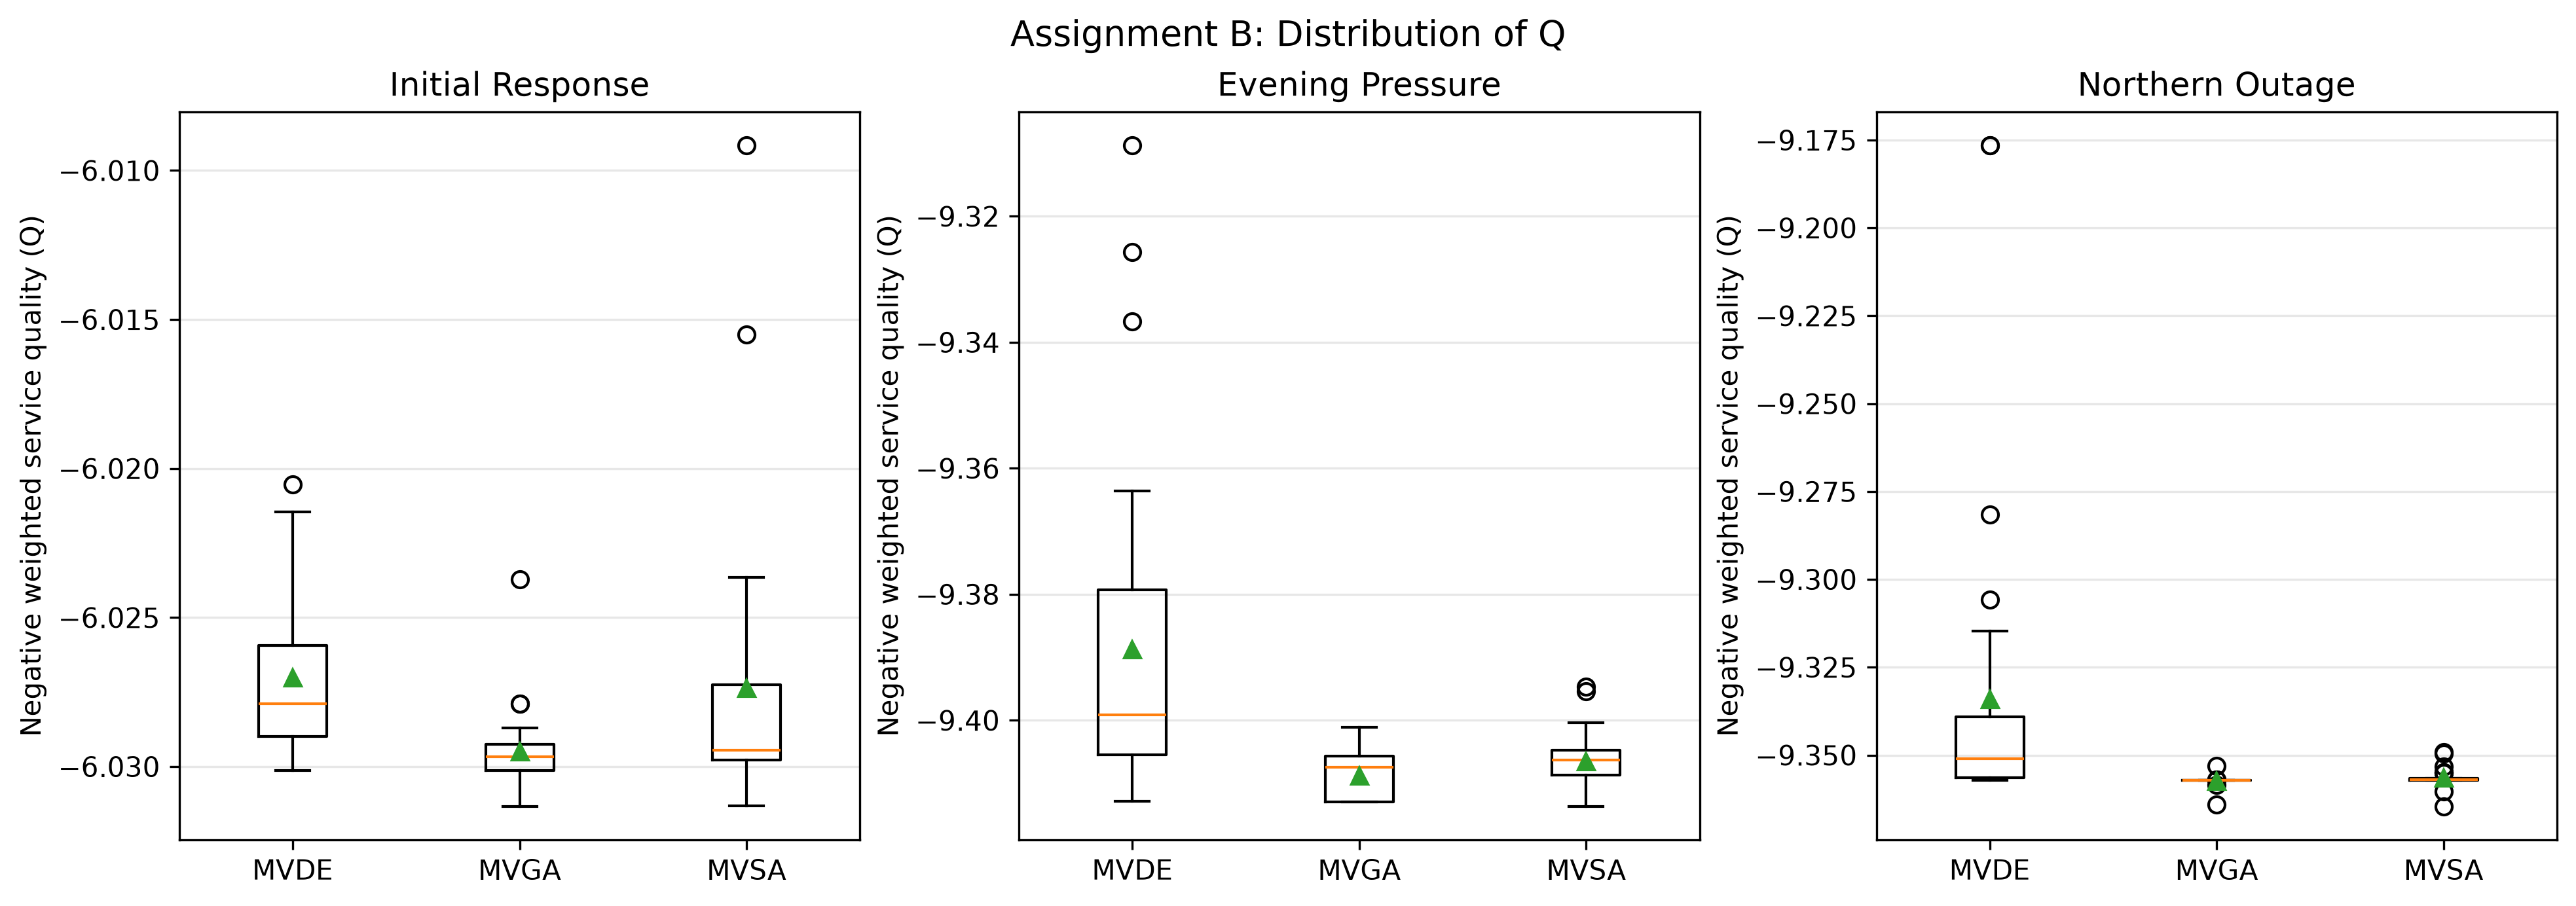 Assignment B: Distribution of Q
Initial Response
Negative weighted service quality (Q)
−6.010
−6.015
−6.020
−6.025
−6.030
MVDE MVGA MVSA
Evening Pressure
Negative weighted service quality (Q)
−9.32
−9.34
−9.36
−9.38
−9.40
MVDE MVGA MVSA
Northern Outage
Negative weighted service quality (Q)
−9.175
−9.200
−9.225
−9.250
−9.275
−9.300
−9.325
−9.350
MVDE MVGA MVSA